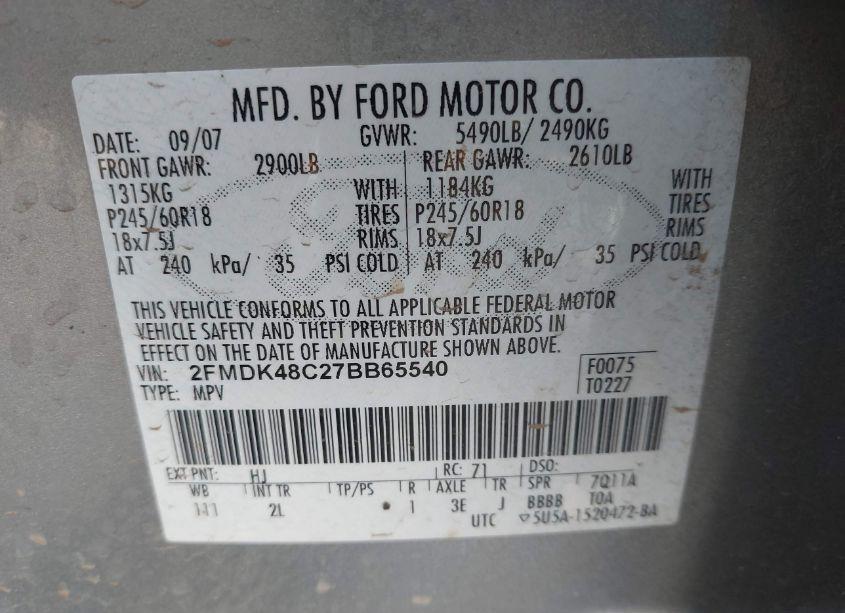 MFD. BY FORD MOTOR CO.
DATE: 09/07 GVWR: 5490LB/ 2490KG
FRONT GAWR: 2900LB REAR GAWR: 2610LB
1315KG WITH 1184KG WITH
P245/60R18 TIRES P245/60R18 TIRES
18x7.5J RIMS 18x7.5J RIMS
AT 240 kPa/ 35 PSI COLD AT 240 kPa/ 35 PSI COLD
THIS VEHICLE CONFORMS TO ALL APPLICABLE FEDERAL MOTOR
VEHICLE SAFETY AND THEFT PREVENTION STANDARDS IN
EFFECT ON THE DATE OF MANUFACTURE SHOWN ABOVE.
VIN: 2FMDK48C27BB65540 F0075
TYPE: MPV T0227
EXT PNT: HJ RC: 71 DSO:
WB INT TR TP/PS R AXLE TR SPR 7Q11A
111 2L 1 3E J BBBB TOA
UTC ▽5U5A-1520472-BA
Ford